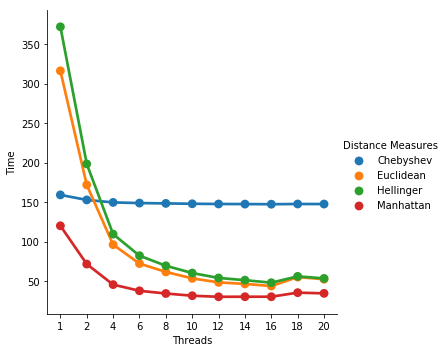 350
300
250
200
150
100
50
Time
1 2 4 6 8 10 12 14 16 18 20
Threads
Distance Measures
Chebyshev
Euclidean
Hellinger
Manhattan